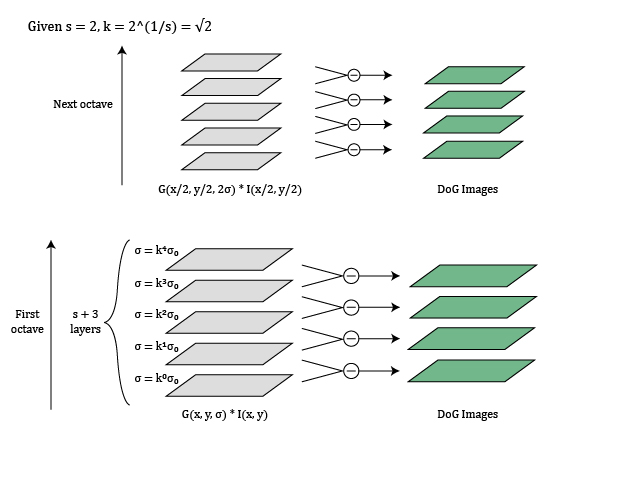 Given s = 2, k = 2^(1/s) = √2
Next octave
G(x/2, y/2, 2σ) * I(x/2, y/2)
DoG Images
σ = k⁴σ₀
σ = k³σ₀
First
octave
s + 3
layers
σ = k²σ₀
σ = k¹σ₀
σ = k⁰σ₀
G(x, y, σ) * I(x, y)
DoG Images